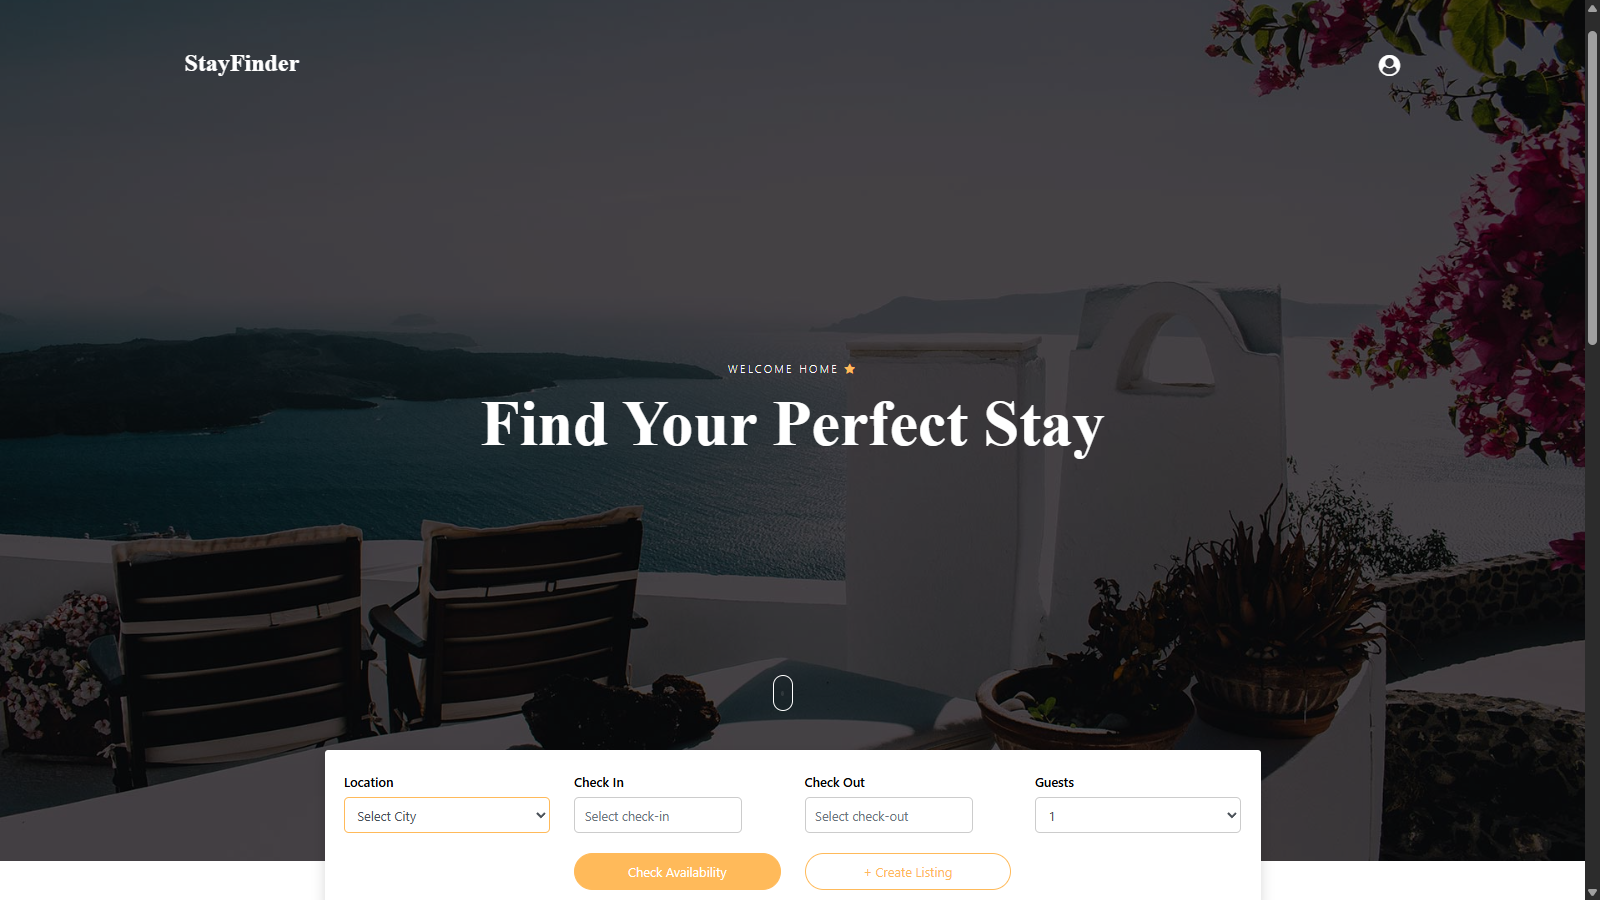 StayFinder
WELCOME HOME
Find Your Perfect Stay
Location
Check In
Check Out
Guests
Select City
Select check-in
Select check-out
1
Check Availability
+ Create Listing